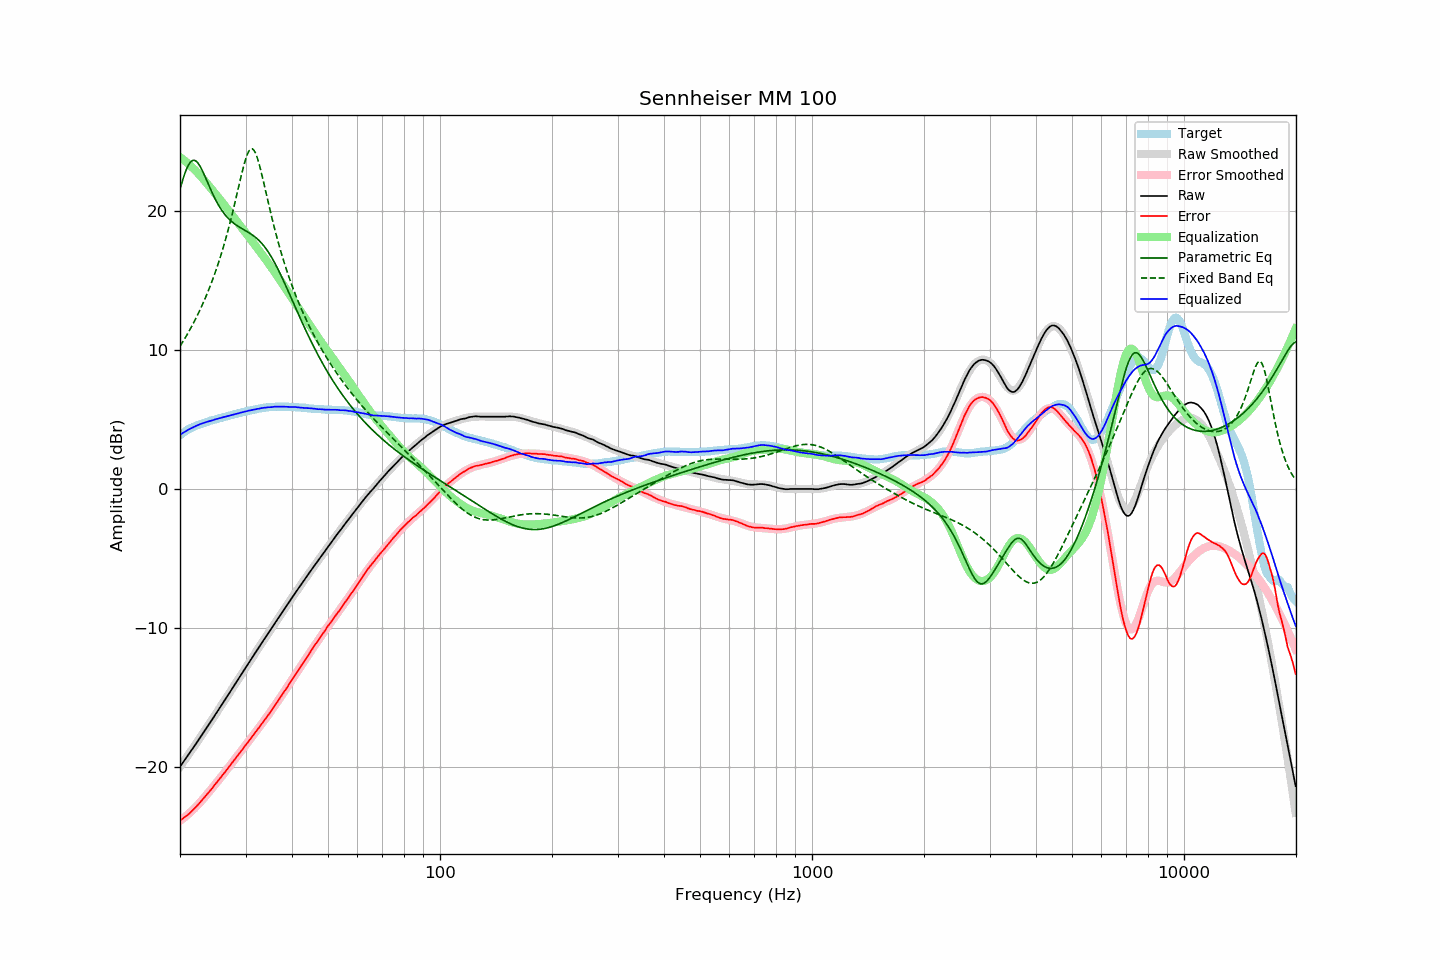 Sennheiser MM 100
Target
Raw Smoothed
Error Smoothed
Raw
Error
Equalization
Parametric Eq
Fixed Band Eq
Equalized
20
10
0
−10
−20
Amplitude (dBr)
100
1000
10000
Frequency (Hz)